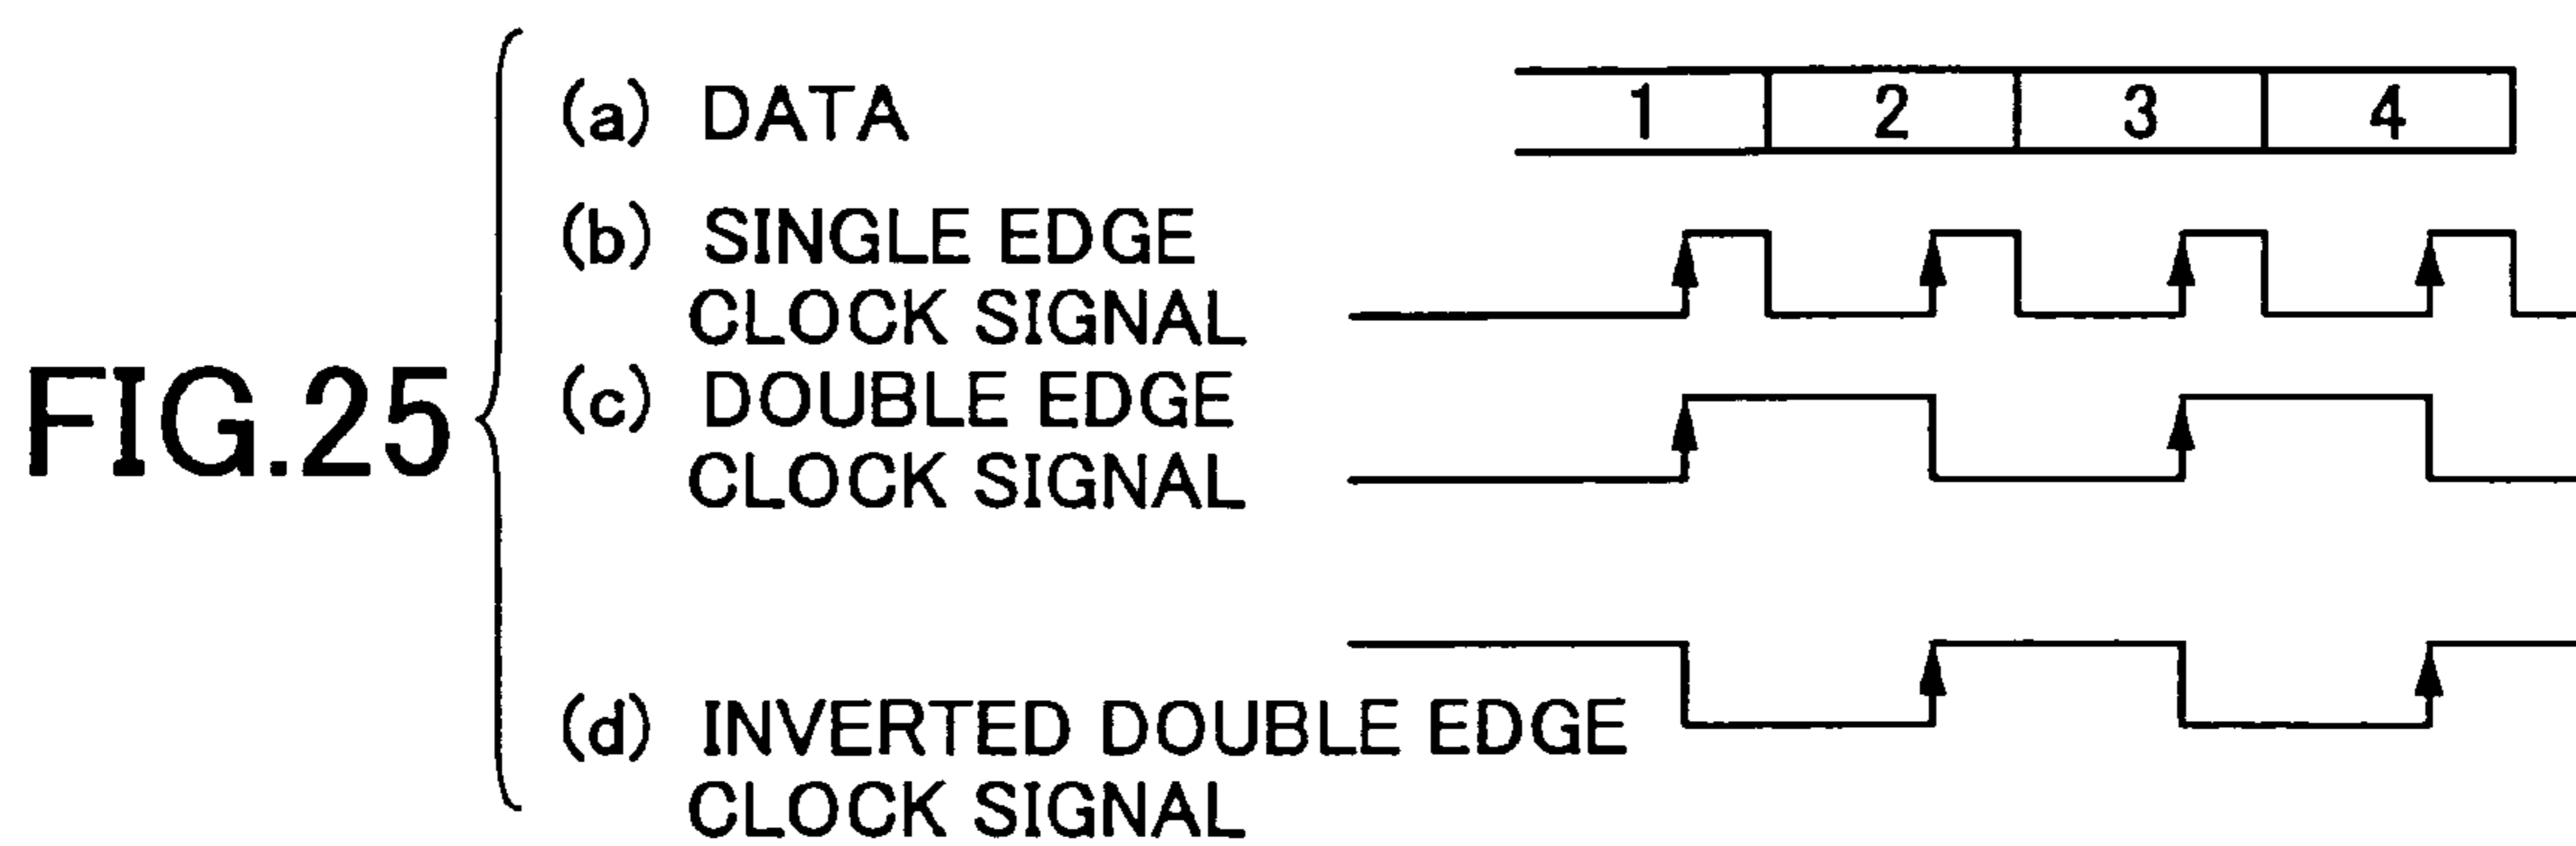 FIG.25
(a) DATA 1 2 3 4
(b) SINGLE EDGE
CLOCK SIGNAL
(c) DOUBLE EDGE
CLOCK SIGNAL
(d) INVERTED DOUBLE EDGE
CLOCK SIGNAL